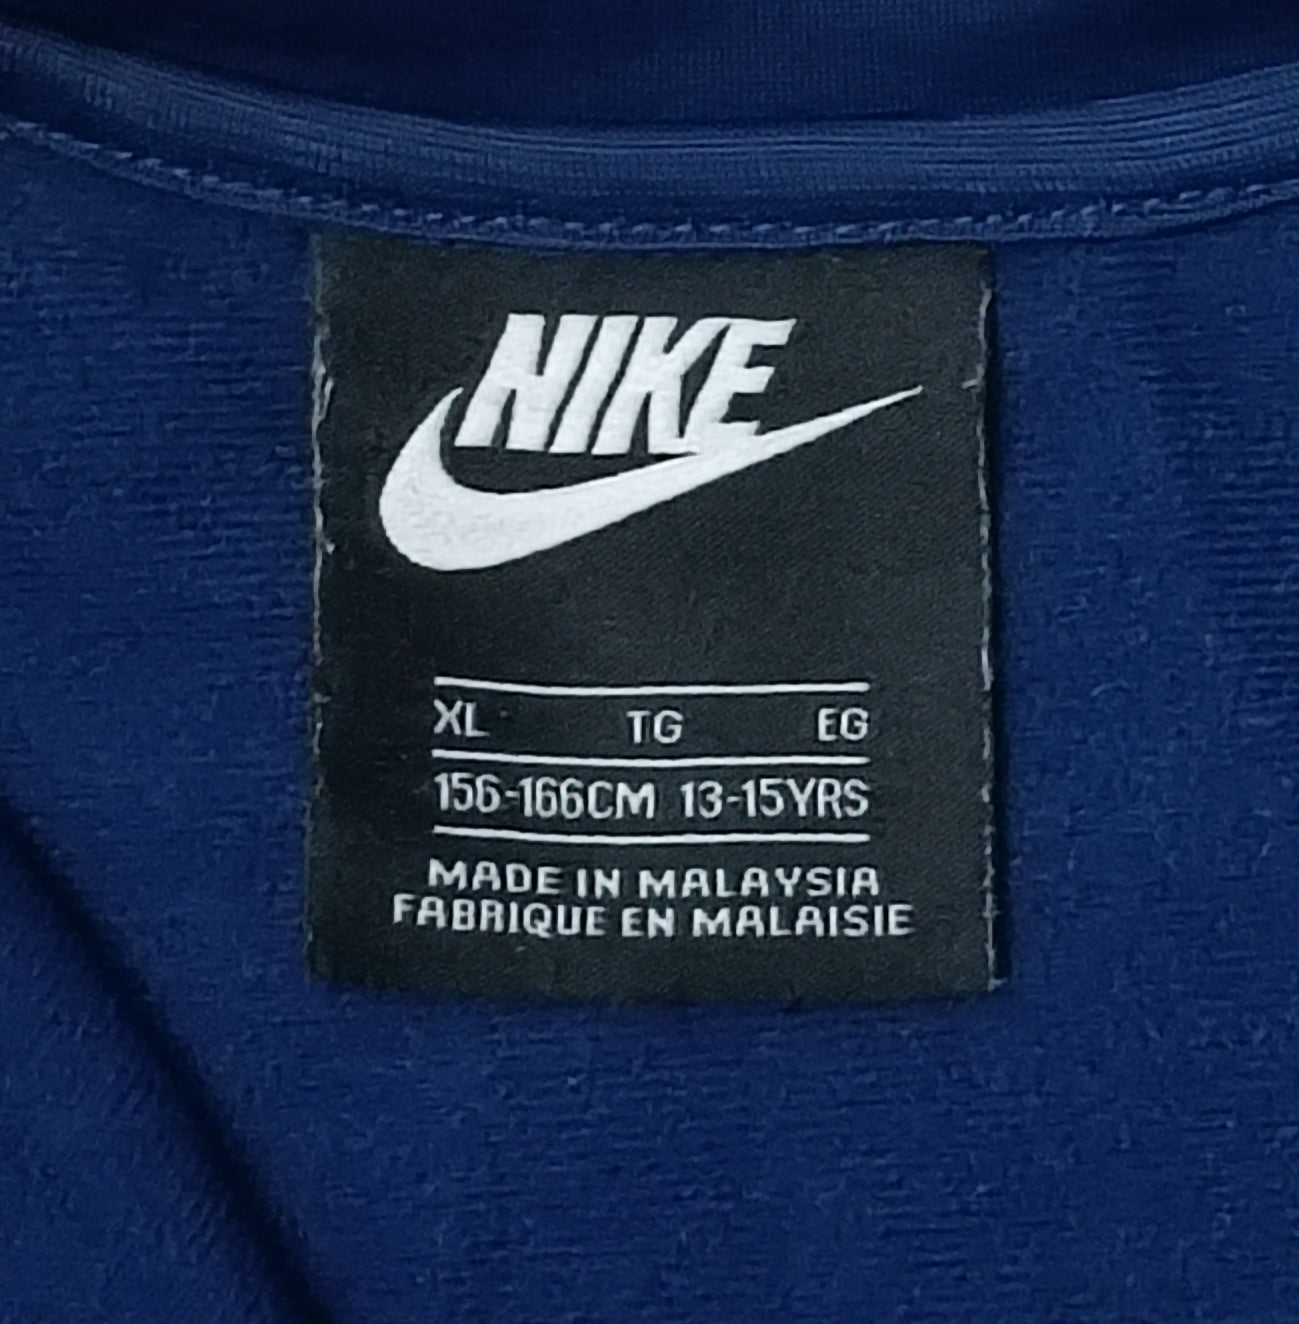 NIKE
XL TG EG
156-166CM 13-15YRS
MADE IN MALAYSIA
FABRIQUE EN MALAISIE